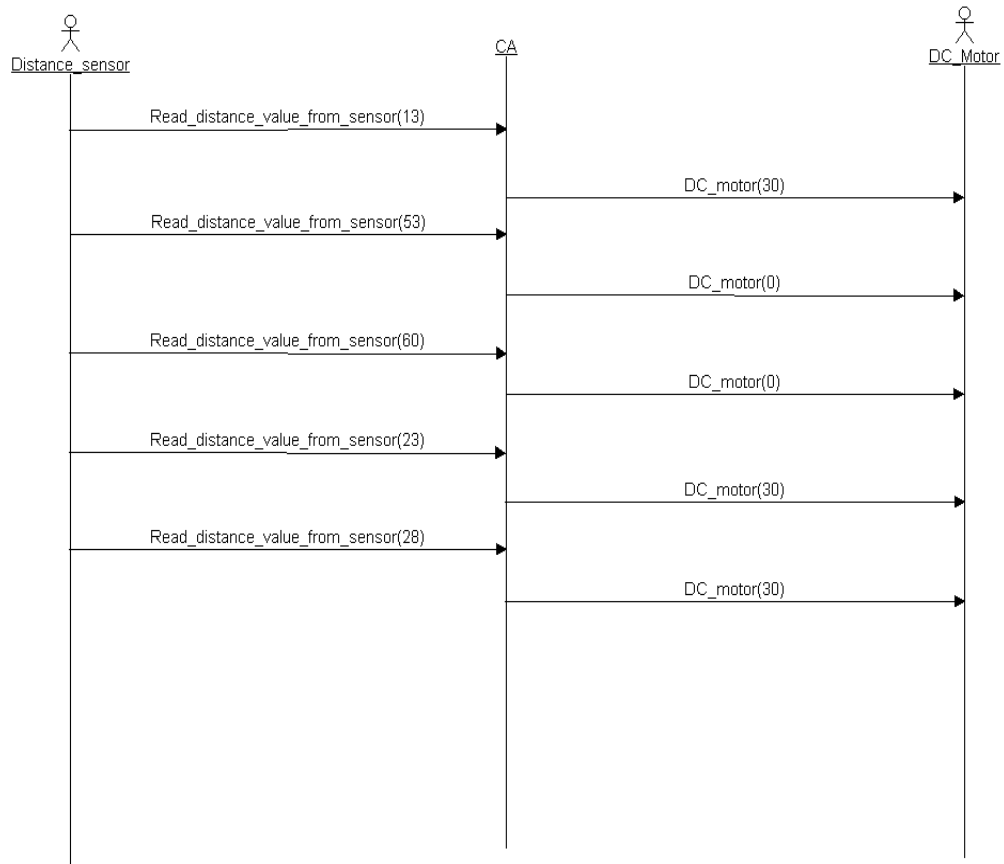 Distance_sensor
CA
DC_Motor
Read_distance_value_from_sensor(13)
DC_motor(30)
Read_distance_value_from_sensor(53)
DC_motor(0)
Read_distance_value_from_sensor(60)
DC_motor(0)
Read_distance_value_from_sensor(23)
DC_motor(30)
Read_distance_value_from_sensor(28)
DC_motor(30)